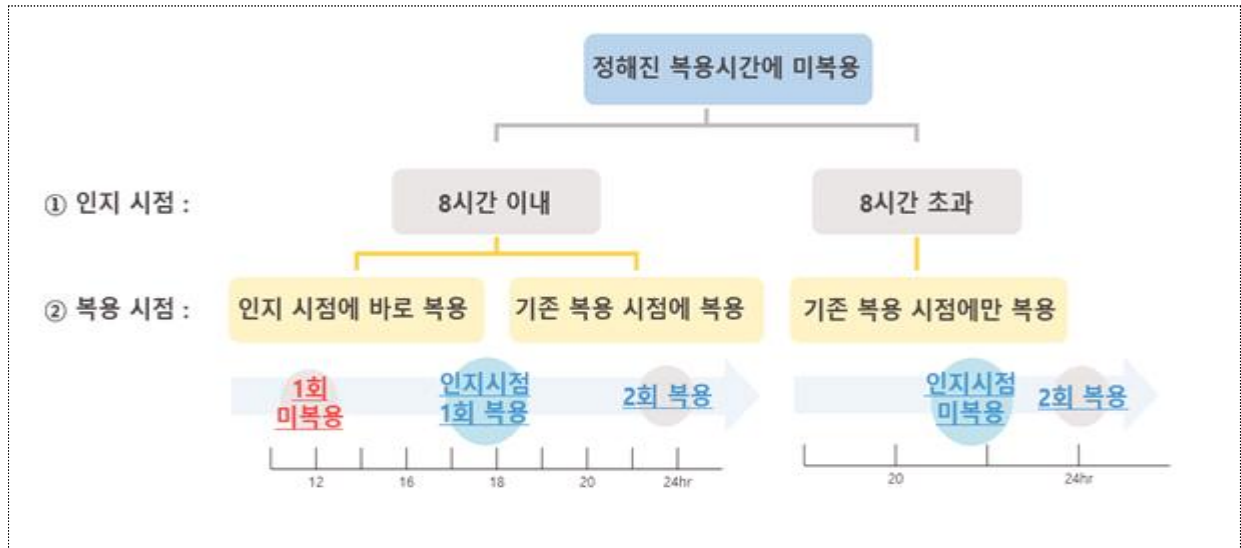 정해진 복용시간에 미복용
① 인지 시점 : 8시간 이내 8시간 초과
② 복용 시점 : 인지 시점에 바로 복용 기존 복용 시점에 복용 기존 복용 시점에만 복용
1회
미복용
인지시점
1회 복용
2회 복용
인지시점
미복용
2회 복용
12 16 18 20 24hr
20 24hr